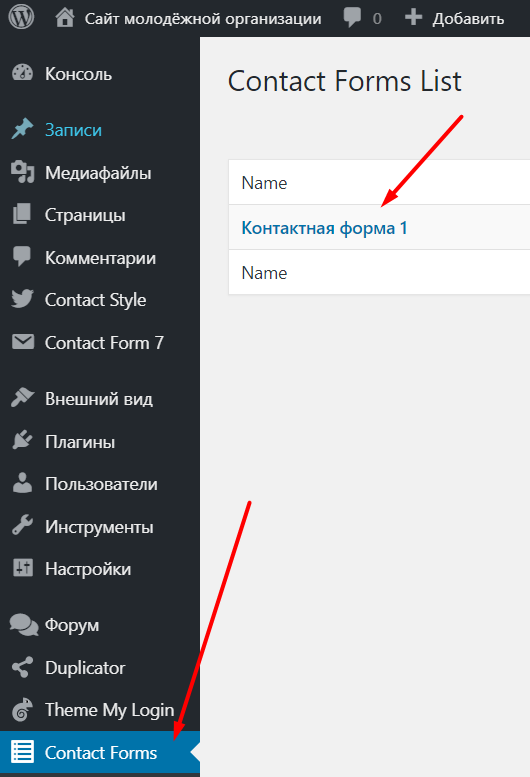 Сайт молодёжной организации 0 Добавить
Консоль
Записи
Медиафайлы
Страницы
Комментарии
Contact Style
Contact Form 7
Внешний вид
Плагины
Пользователи
Инструменты
Настройки
Форум
Duplicator
Theme My Login
Contact Forms
Contact Forms List
Name
Контактная форма 1
Name